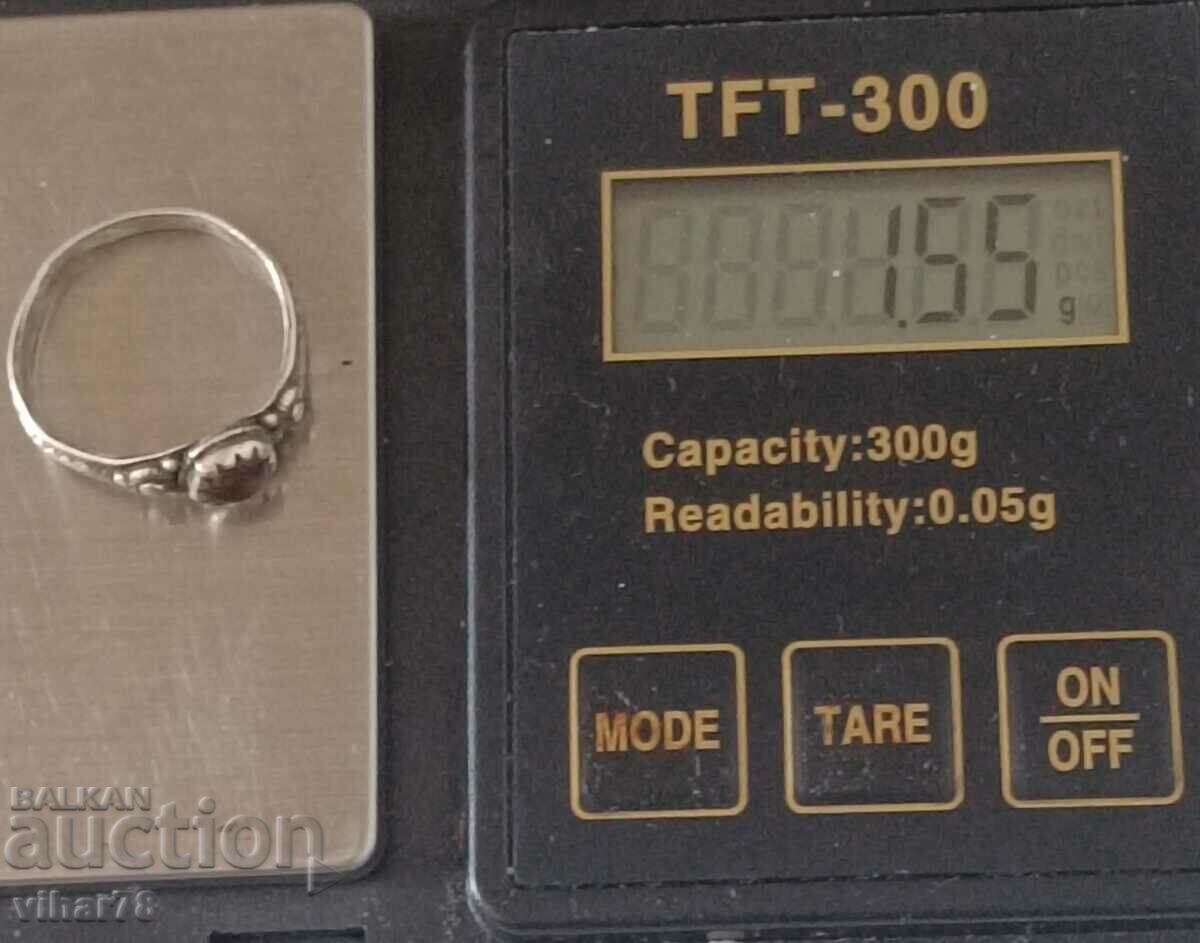 TFT-300
1.55
g
Capacity:300g
Readability:0.05g
MODE
TARE
ON
OFF
BALKAN
auction
vihar78